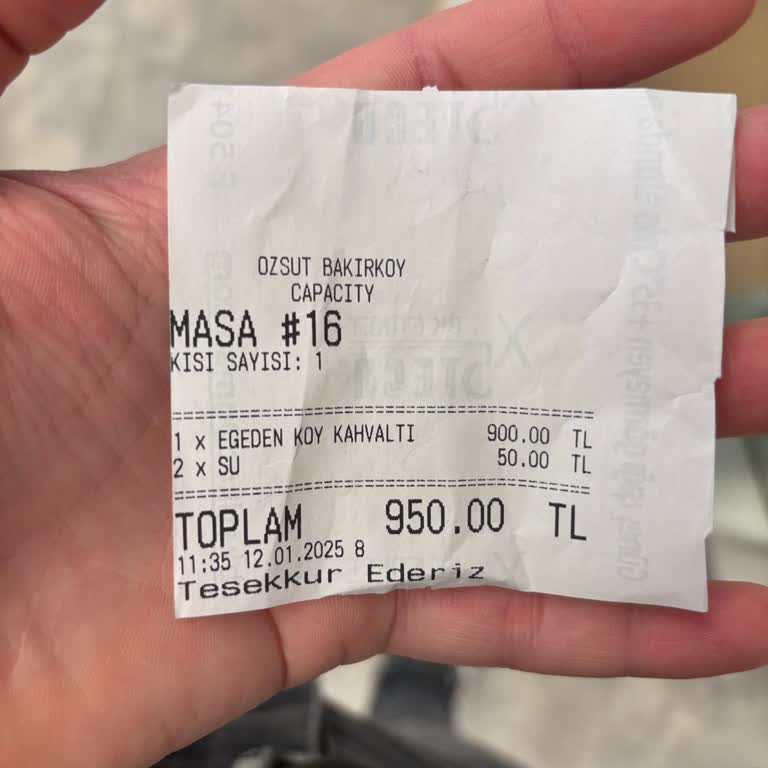 OZSUT BAKIRKOY
CAPACITY
MASA #16
KISI SAYISI: 1
1 x EGEDEN KOY KAHVALTI 900.00 TL
2 x SU 50.00 TL
TOPLAM 950.00 TL
11:35 12.01.2025 8
Tesekkur Ederiz